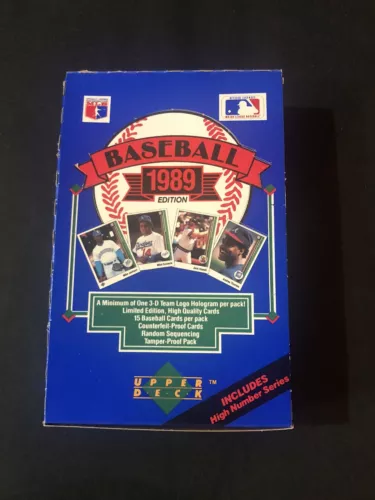 BASEBALL
1989
EDITION
A Minimum of One 3-D Team Logo Hologram per pack!
Limited Edition, High Quality Cards
15 Baseball Cards per pack
Counterfeit-Proof Cards
Random Sequencing
Tamper-Proof Pack
UPPER
DECK
TM
INCLUDES
High Number Series